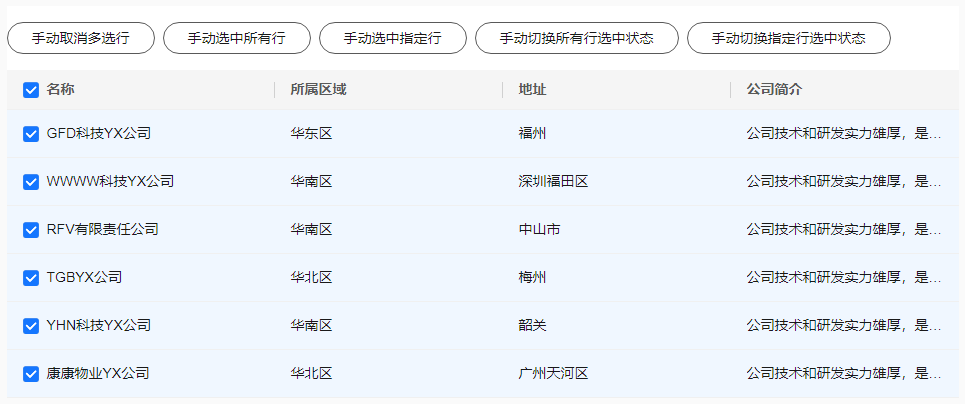 手动取消多选行 手动选中所有行 手动选中指定行 手动切换所有行选中状态 手动切换指定行选中状态
名称 所属区域 地址 公司简介
GFD科技YX公司 华东区 福州 公司技术和研发实力雄厚，是...
WWWW科技YX公司 华南区 深圳福田区 公司技术和研发实力雄厚，是...
RFV有限责任公司 华南区 中山市 公司技术和研发实力雄厚，是...
TGBYX公司 华北区 梅州 公司技术和研发实力雄厚，是...
YHN科技YX公司 华南区 韶关 公司技术和研发实力雄厚，是...
康康物业YX公司 华北区 广州天河区 公司技术和研发实力雄厚，是...